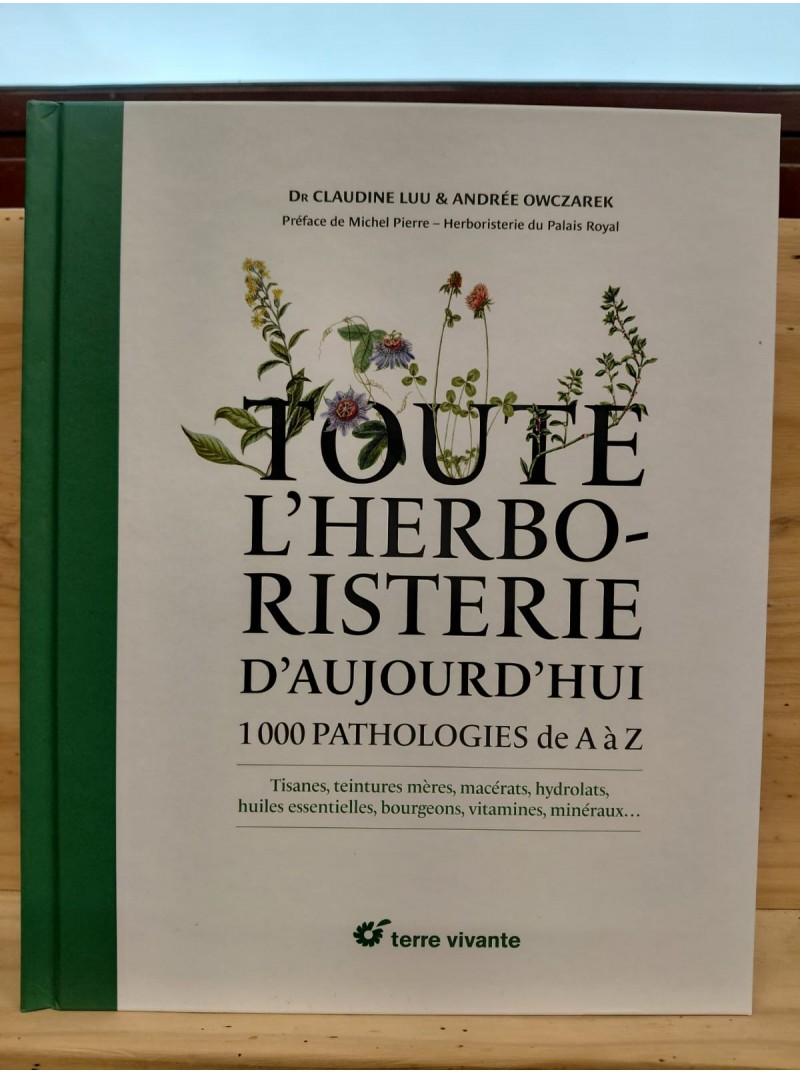 Dr CLAUDINE LUU & ANDRÉE OWCZAREK
Préface de Michel Pierre – Herboristerie du Palais Royal
TOUTE
L’HERBO-
RISTERIE
D’AUJOURD’HUI
1 000 PATHOLOGIES de A à Z
Tisanes, teintures mères, macérats, hydrolats,
huiles essentielles, bourgeons, vitamines, minéraux…
terre vivante